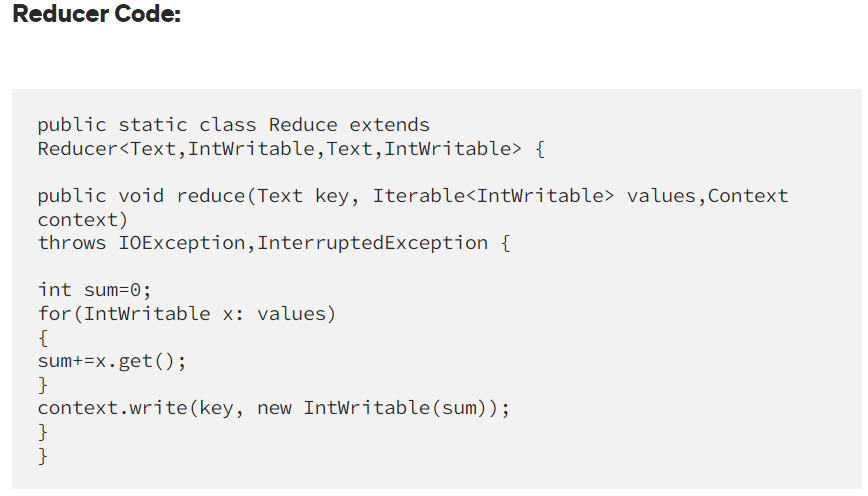 Reducer Code:
public static class Reduce extends
Reducer<Text,IntWritable,Text,IntWritable> {
public void reduce(Text key, Iterable<IntWritable> values,Context
context)
throws IOException,InterruptedException {
int sum=0;
for(IntWritable x: values)
{
sum+=x.get();
}
context.write(key, new IntWritable(sum));
}
}